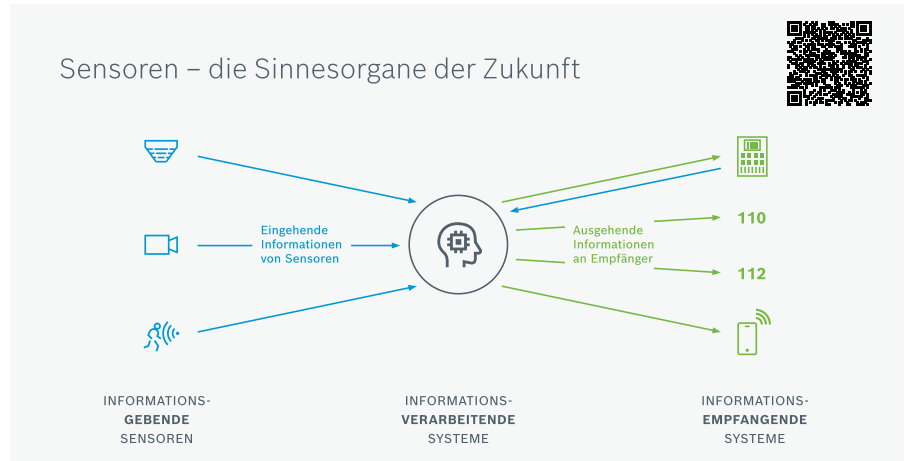 Sensoren – die Sinnesorgane der Zukunft
Eingehende
Informationen
von Sensoren
Ausgehende
Informationen
an Empfänger
110
112
INFORMATIONS-
GEBENDE
SENSOREN
INFORMATIONS-
VERARBEITENDE
SYSTEME
INFORMATIONS-
EMPFANGENDE
SYSTEME